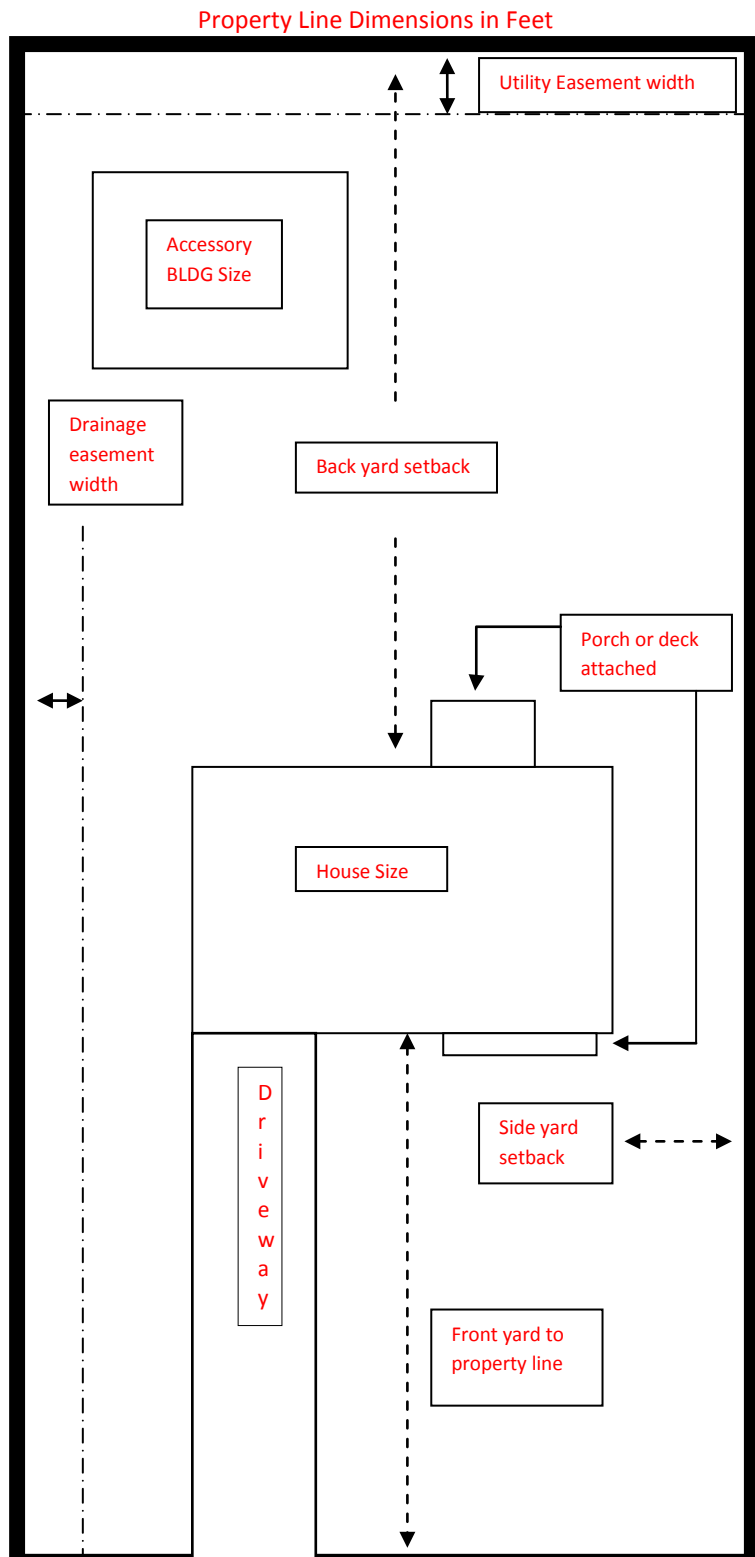 Property Line Dimensions in Feet
Utility Easement width
Accessory
BLDG Size
Drainage
easement
width
Back yard setback
Porch or deck
attached
House Size
D
r
i
v
e
w
a
y
Side yard
setback
Front yard to
property line